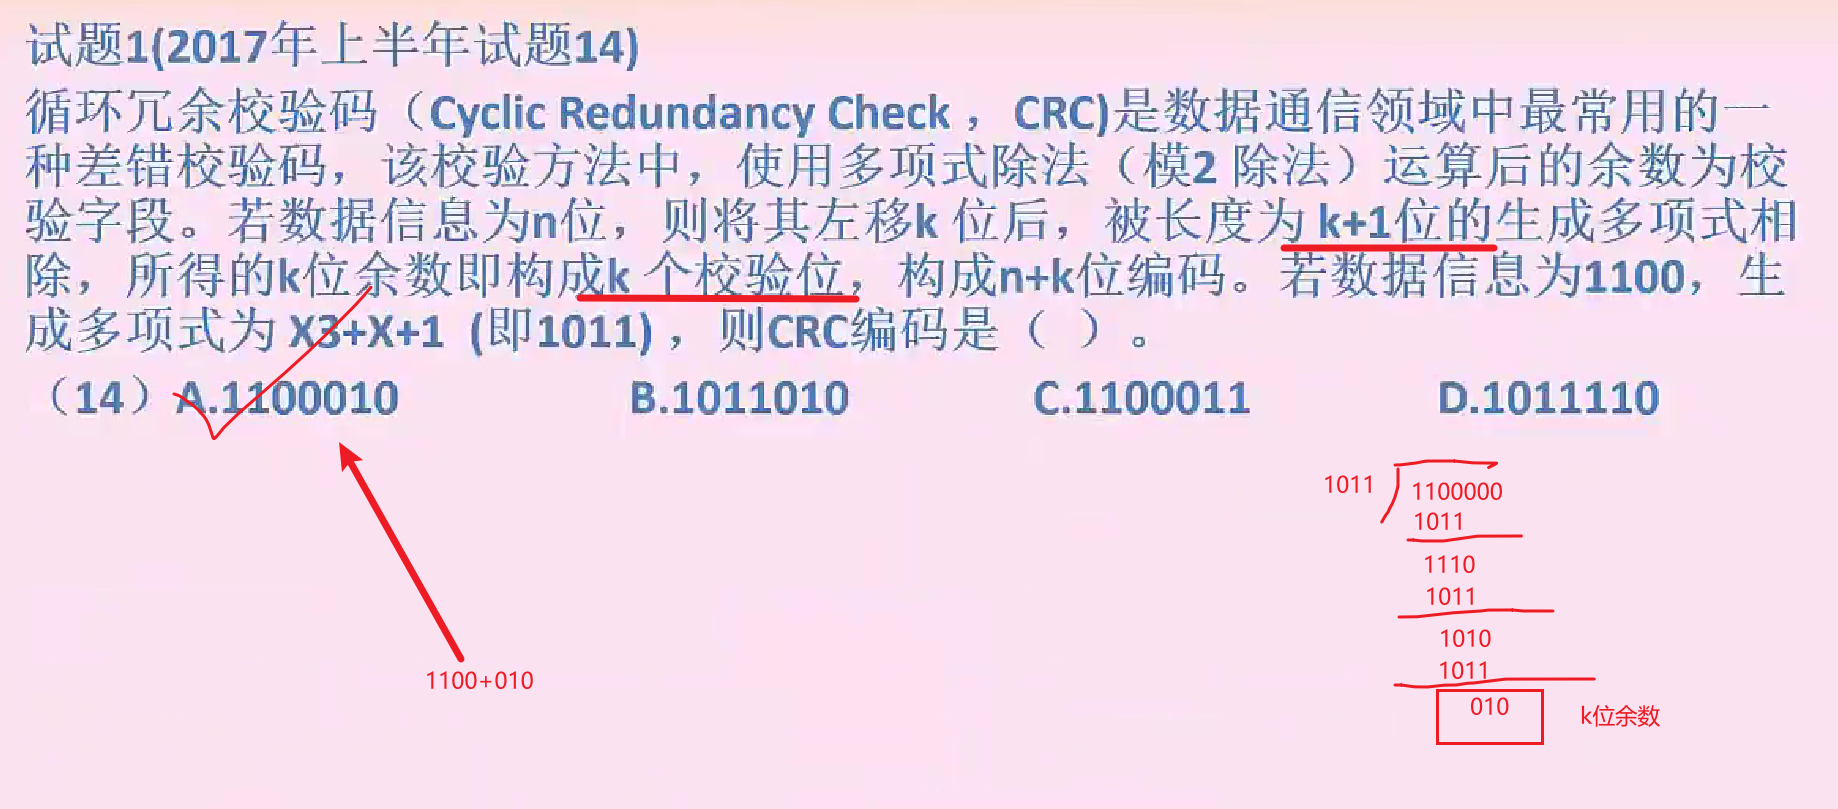 试题1(2017年上半年试题14)
循环冗余校验码（Cyclic Redundancy Check ，CRC)是数据通信领域中最常用的一
种差错校验码，该校验方法中，使用多项式除法（模2 除法）运算后的余数为校
验字段。若数据信息为n位，则将其左移k 位后，被长度为 k+1位的生成多项式相
除，所得的k位余数即构成k 个校验位，构成n+k位编码。若数据信息为1100，生
成多项式为 X3+X+1 (即1011) ，则CRC编码是（ ）。
（14）A.1100010 B.1011010 C.1100011 D.1011110
1011 1100000
1011
1110
1011
1010
1011
010 k位余数
1100+010